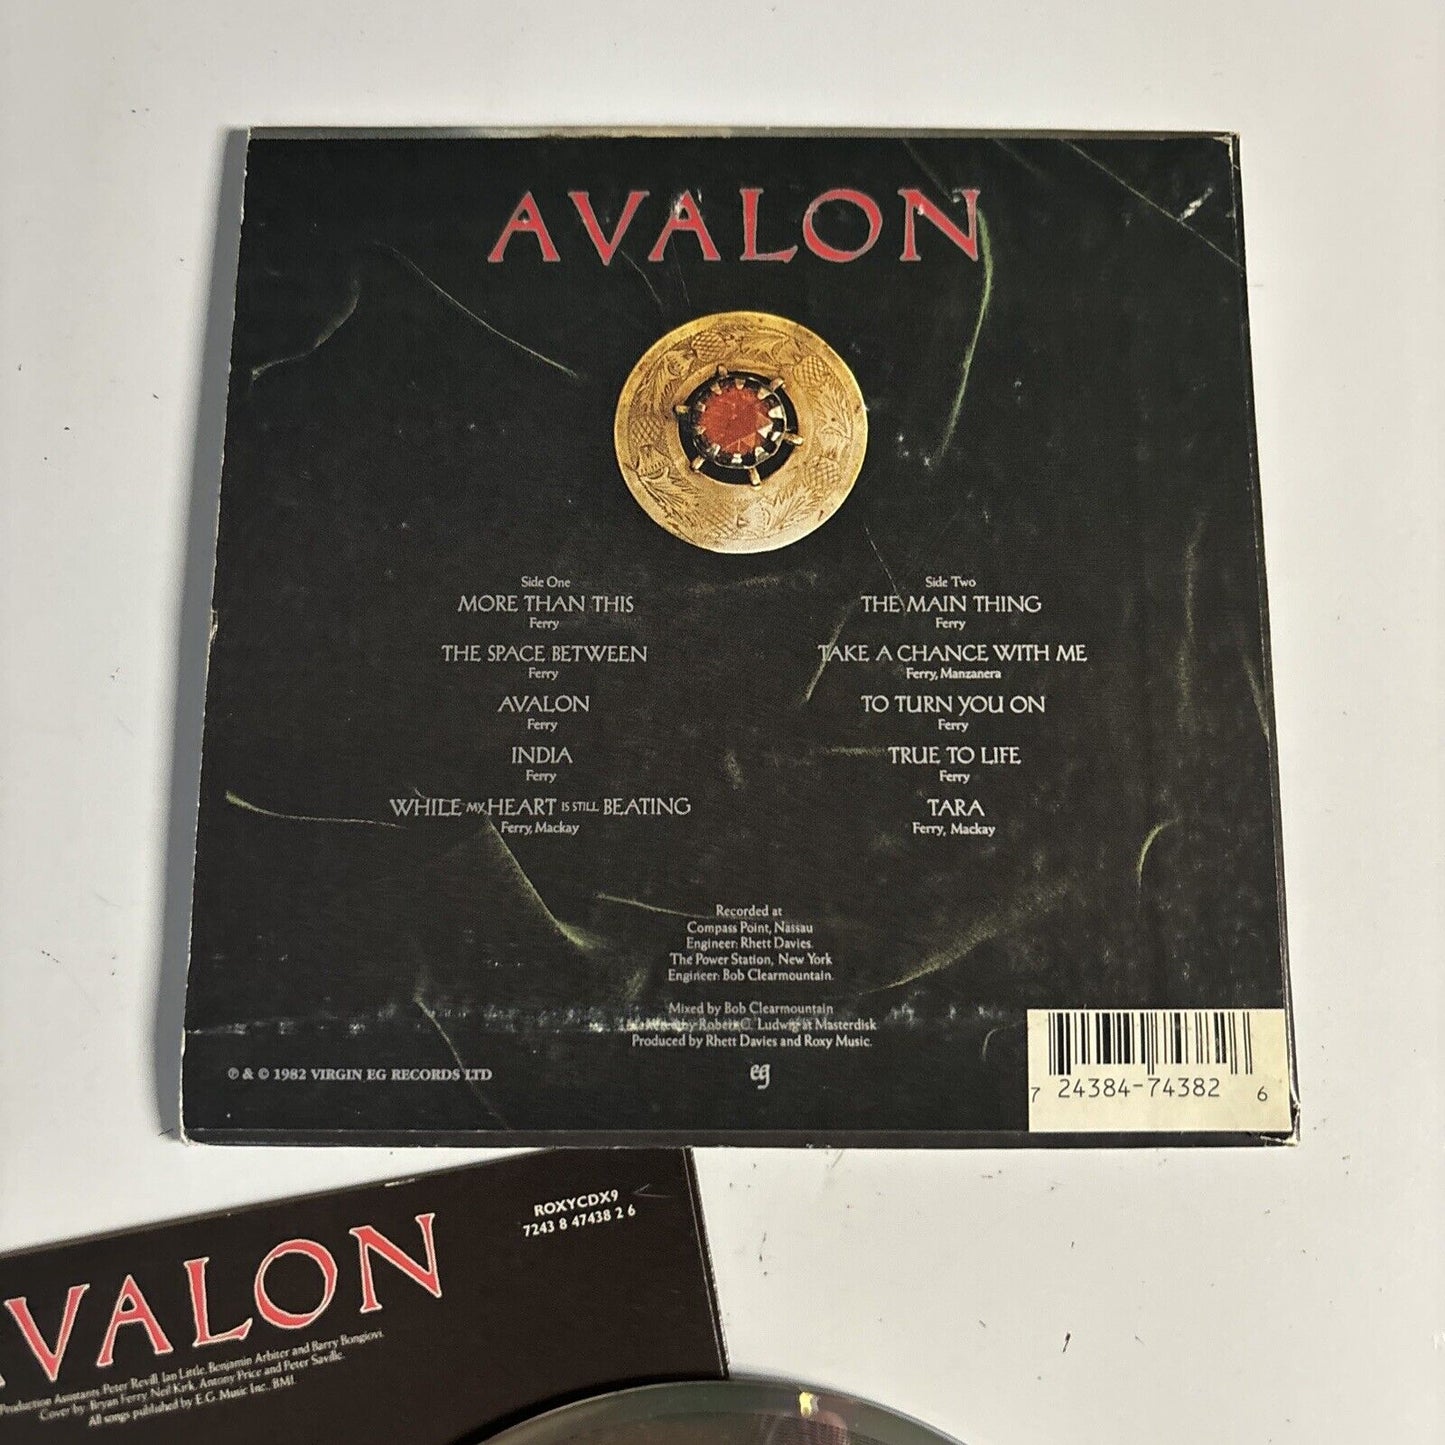 AVALON
Side One
MORE THAN THIS
Ferry
THE SPACE BETWEEN
Ferry
AVALON
Ferry
INDIA
Ferry
WHILE MY HEART IS STILL BEATING
Ferry, Mackay
Side Two
THE MAIN THING
Ferry
TAKE A CHANCE WITH ME
Ferry, Manzanera
TO TURN YOU ON
Ferry
TRUE TO LIFE
Ferry
TARA
Ferry, Mackay
Recorded at
Compass Point, Nassau
Engineer: Rhett Davies.
The Power Station, New York
Engineer: Bob Clearmountain.
Mixed by Bob Clearmountain
by Robert C. Ludwig at Masterdisk
Produced by Rhett Davies and Roxy Music.
℗ & © 1982 VIRGIN EG RECORDS LTD
eg
7 24384-74382 6
ROXYCDX9
7243 8 47438 2 6
AVALON
Production Assistants Peter Revill, Ian Little, Benjamin Arbiter and Barry Bongiovi.
Cover by: Bryan Ferry, Neil Kirk, Antony Price and Peter Saville.
All songs published by E.G. Music Inc., BMI.